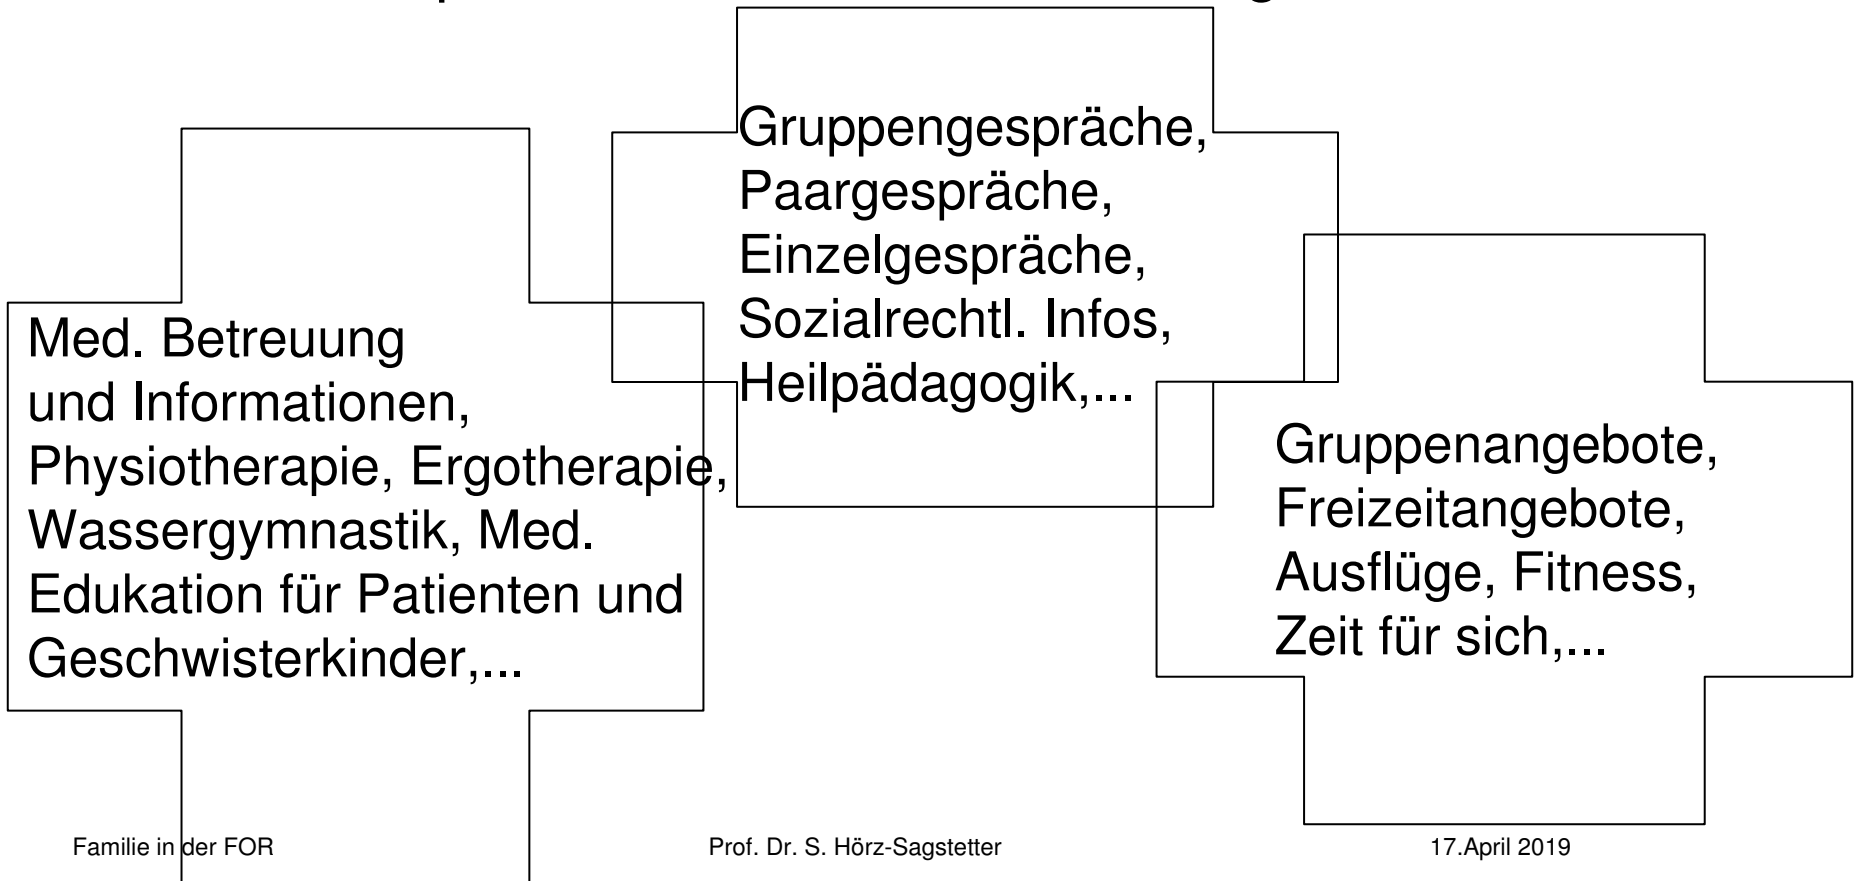 Gruppengespräche,
Paargespräche,
Einzelgespräche,
Sozialrechtl. Infos,
Heilpädagogik,...
Med. Betreuung
und Informationen,
Physiotherapie, Ergotherapie,
Wassergymnastik, Med.
Edukation für Patienten und
Geschwisterkinder,...
Gruppenangebote,
Freizeitangebote,
Ausflüge, Fitness,
Zeit für sich,...
Familie in der FOR
Prof. Dr. S. Hörz-Sagstetter
17.April 2019